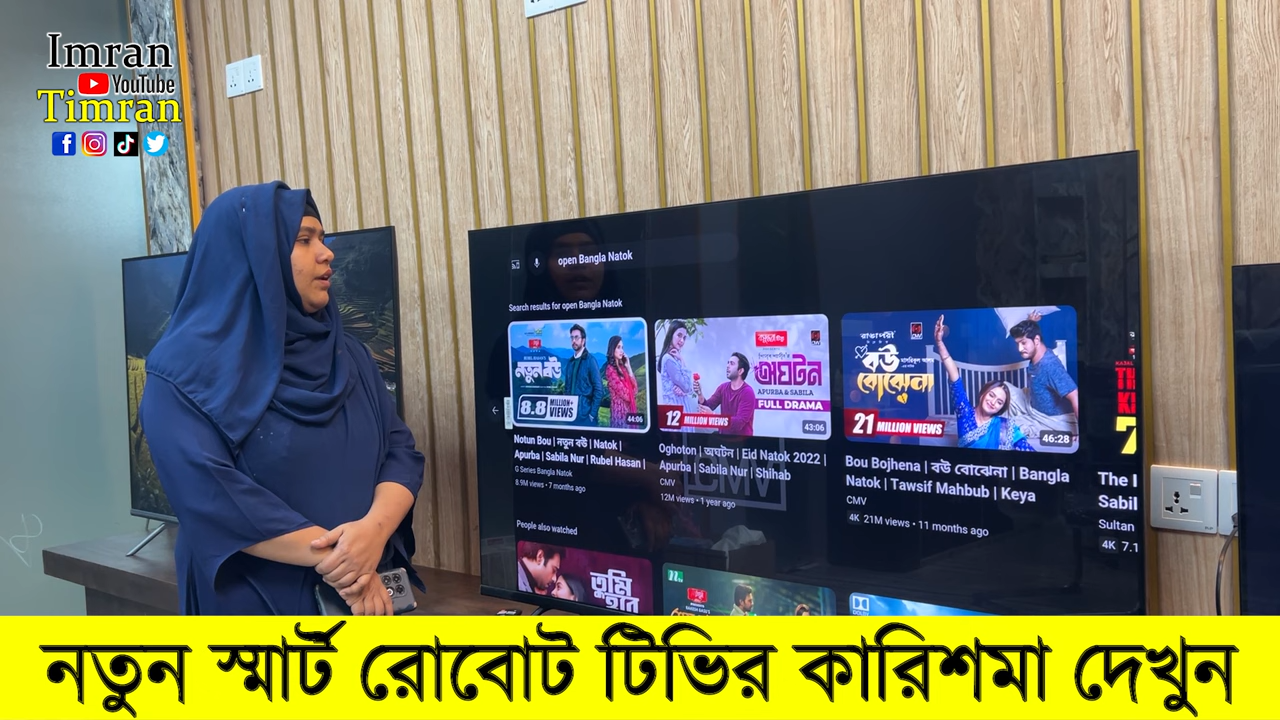 Imran
YouTube
Timran
open Bangla Natok
Search results for open Bangla Natok
নতুন বউ
8.8 MILLION+ VIEWS
44:06
অঘটন
APURBA & SABILA
FULL DRAMA
12 MILLION VIEWS
43:06
CMV
বউ বোঝেনা
21 MILLION VIEWS
46:28
Notun Bou | নতুন বউ | Natok |
Apurba | Sabila Nur | Rubel Hasan |
G Series Bangla Natok
8.9M views • 7 months ago
Oghoton | অঘটন | Eid Natok 2022 |
Apurba | Sabila Nur | Shihab
CMV
12M views • 1 year ago
Bou Bojhena | বউ বোঝেনা | Bangla
Natok | Tawsif Mahbub | Keya
CMV
4K 21M views • 11 months ago
Sabil
Sultan
4K 7.1
CMV
People also watched
তুমি
নতুন স্মার্ট রোবোট টিভির কারিশমা দেখুন